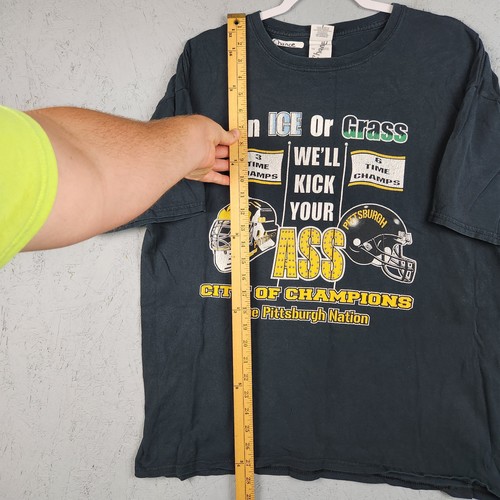 n ICE Or Grass
3
TIME
CHAMPS
WE'LL
KICK
YOUR
ASS
6
TIME
CHAMPS
PITTSBURGH
CITY OF CHAMPIONS
e Pittsburgh Nation